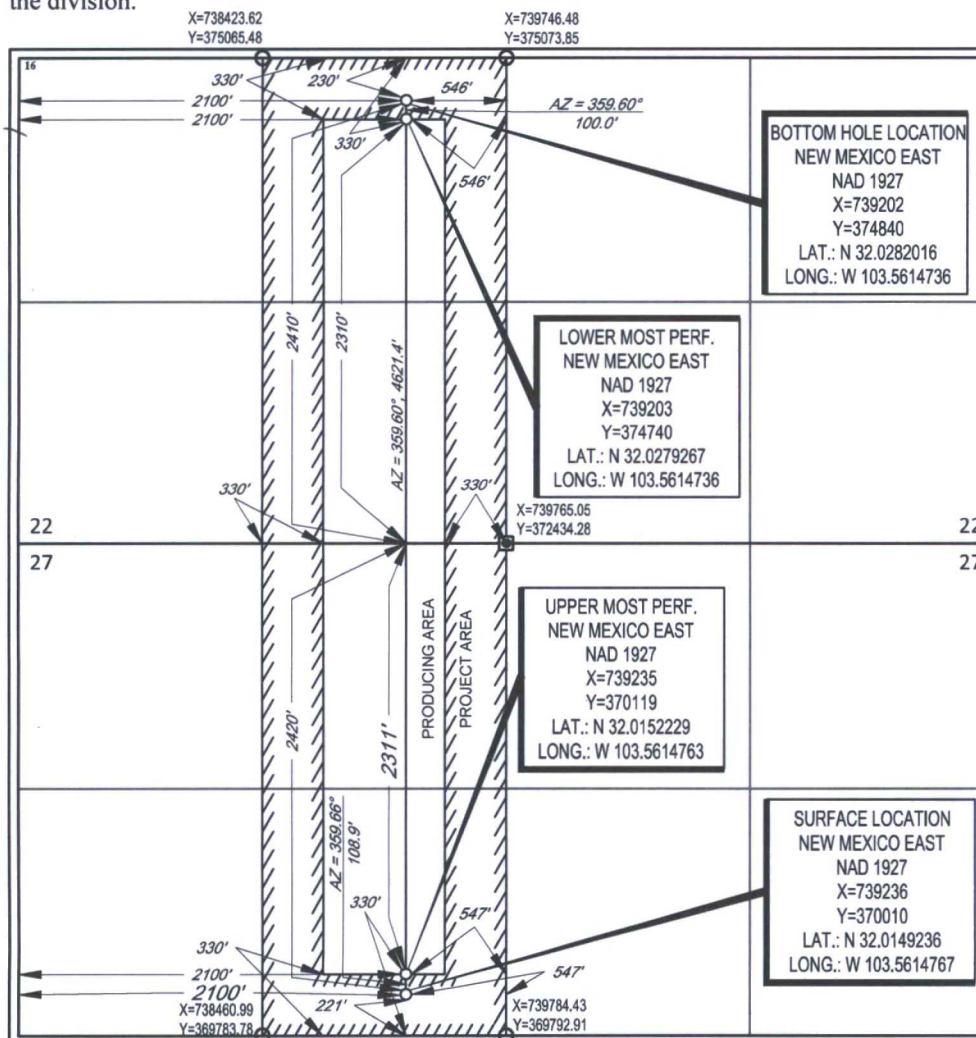 the division.
X=738423.62
Y=375065.48
X=739746.48
Y=375073.85
16
330'
230'
546'
2100'
AZ = 359.60°
100.0'
2100'
330'
546'
BOTTOM HOLE LOCATION
NEW MEXICO EAST
NAD 1927
X=739202
Y=374840
LAT.: N 32.0282016
LONG.: W 103.5614736
2410'
2310'
AZ = 359.60°, 4621.4'
LOWER MOST PERF.
NEW MEXICO EAST
NAD 1927
X=739203
Y=374740
LAT.: N 32.0279267
LONG.: W 103.5614736
330'
330'
X=739765.05
Y=372434.28
22
22
27
27
UPPER MOST PERF.
NEW MEXICO EAST
NAD 1927
X=739235
Y=370119
LAT.: N 32.0152229
LONG.: W 103.5614763
2420'
2311'
PRODUCING AREA
PROJECT AREA
AZ = 359.66°
108.9'
330'
547'
SURFACE LOCATION
NEW MEXICO EAST
NAD 1927
X=739236
Y=370010
LAT.: N 32.0149236
LONG.: W 103.5614767
330'
2100'
2100'
547'
221'
X=738460.99
Y=369783.78
X=739784.43
Y=369792.91